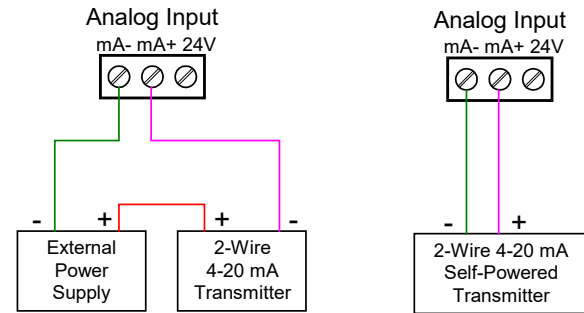 Analog Input
mA- mA+ 24V
- + + -
External
Power
Supply
2-Wire
4-20 mA
Transmitter
Analog Input
mA- mA+ 24V
- +
2-Wire 4-20 mA
Self-Powered
Transmitter